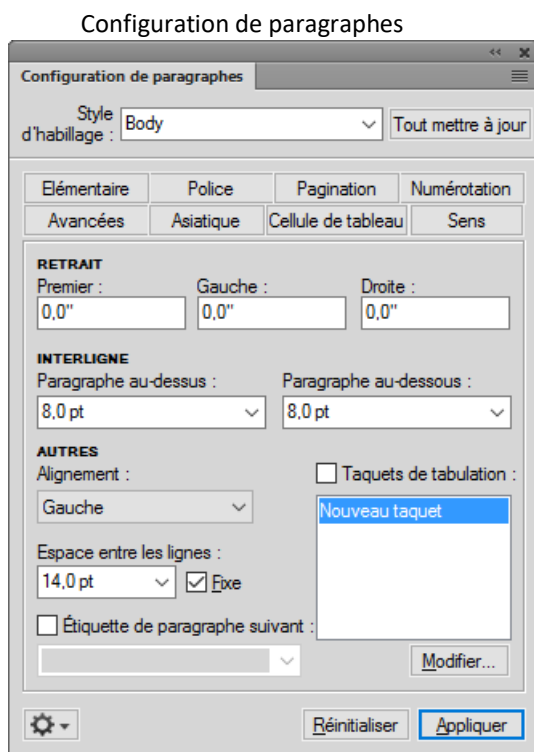 Configuration de paragraphes
Configuration de paragraphes
Style d'habillage : Body Tout mettre à jour
Elémentaire Police Pagination Numérotation
Avancées Asiatique Cellule de tableau Sens
RETRAIT
Premier : Gauche : Droite :
0,0" 0,0" 0,0"
INTERLIGNE
Paragraphe au-dessus : Paragraphe au-dessous :
8,0 pt 8,0 pt
AUTRES
Alignement : Taquets de tabulation :
Gauche Nouveau taquet
Espace entre les lignes :
14,0 pt Fixe
Étiquette de paragraphe suivant :
Modifier...
Réinitialiser Appliquer